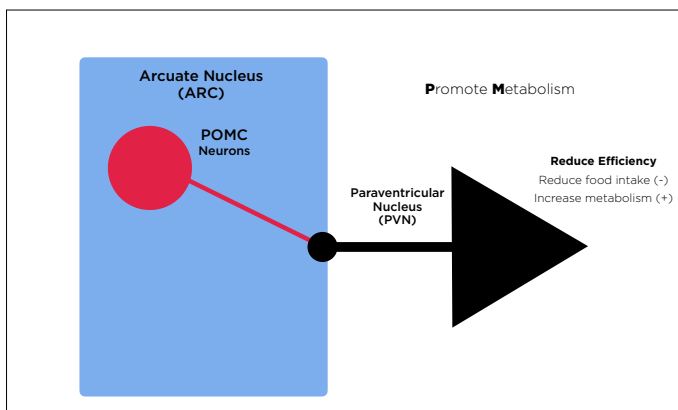 Arcuate Nucleus
(ARC)
POMC
Neurons
Promote Metabolism
Paraventricular
Nucleus
(PVN)
Reduce Efficiency
Reduce food intake (-)
Increase metabolism (+)